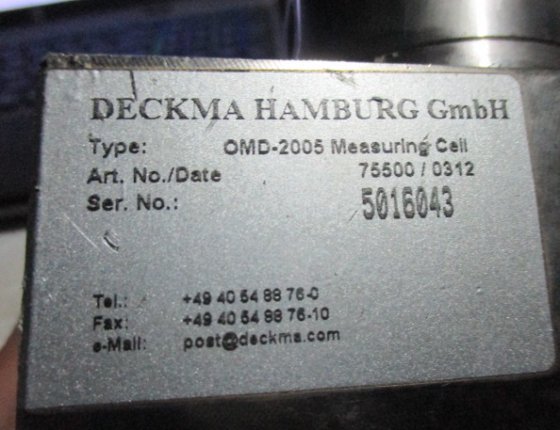 DECKMA HAMBURG GmbH
Type: OMD-2005 Measuring Cell
Art. No./Date 75500 / 0312
Ser. No.: 5016043
Tel.: +49 40 54 88 76-0
Fax: +49 40 54 88 76-10
e-Mail: post@deckma.com